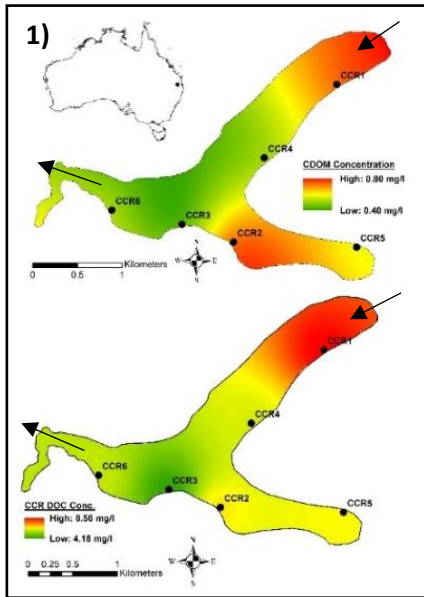 1)
CCR1
CCR4
CDOM Concentration
High: 0.80 mg/l
Low: 0.40 mg/l
CCR6
CCR3
CCR2
CCR5
N
W E
S
0 0.5 1
Kilometers
CCR1
CCR4
CCR6
CCR3
CCR2
CCR5
CCR DOC Conc.
High: 8.56 mg/l
Low: 4.15 mg/l
0 0.25 0.5 1
Kilometers
N
W E
S